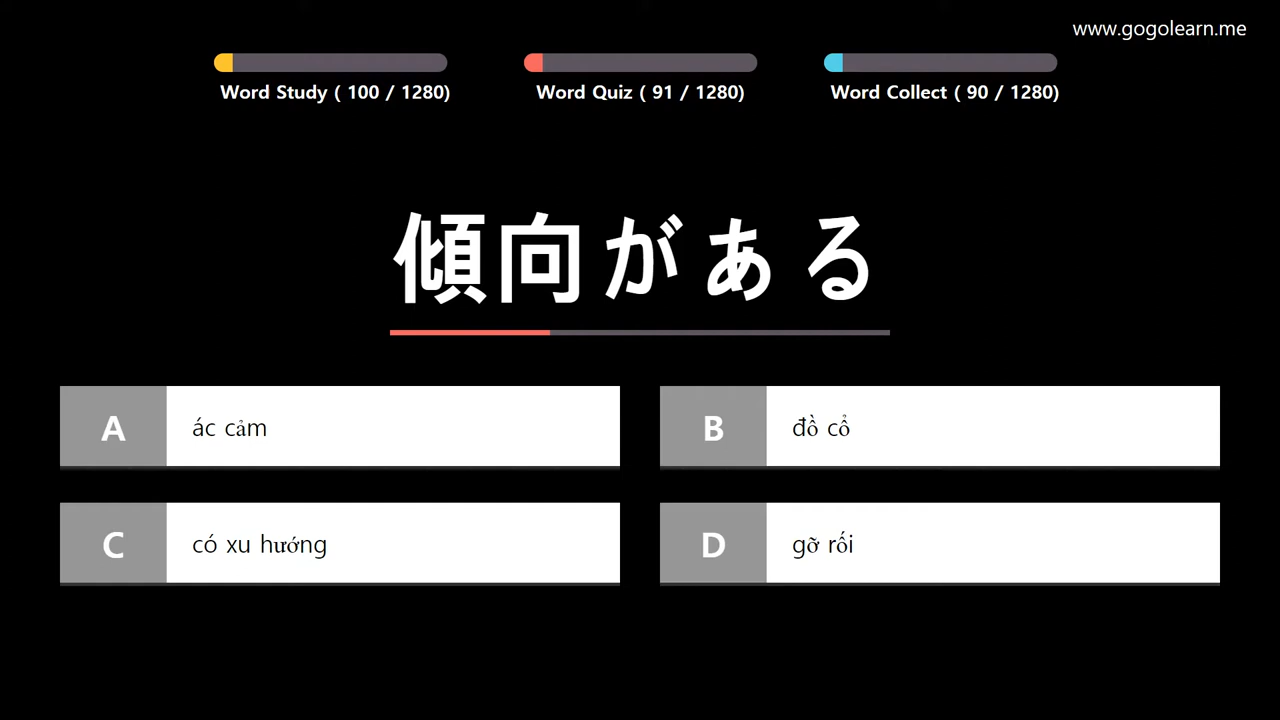 www.gogolearn.me
Word Study ( 100 / 1280)
Word Quiz ( 91 / 1280)
Word Collect ( 90 / 1280)
傾向がある
A ác cảm
B đồ cổ
C có xu hướng
D gỡ rối